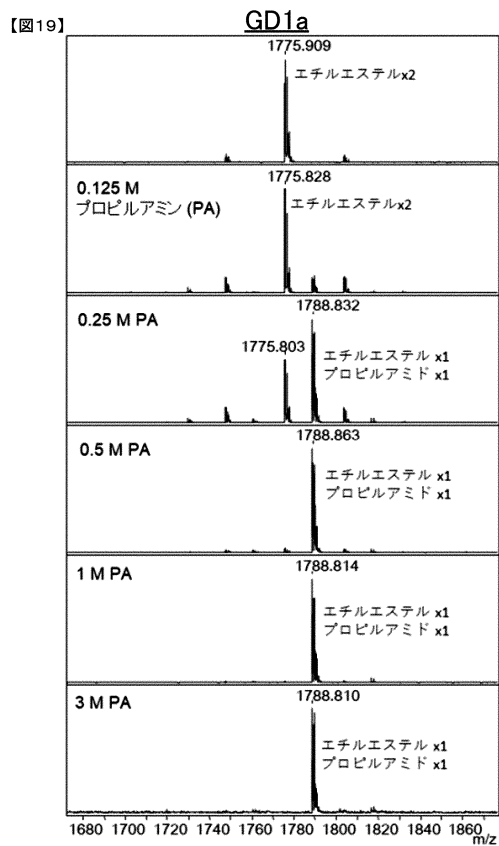 【図19】
GD1a
1775.909
エチルエステルx2
1775.828
0.125 M
プロピルアミン (PA)
エチルエステルx2
1788.832
0.25 M PA
1775.803
エチルエステル x1
プロピルアミド x1
1788.863
0.5 M PA
エチルエステル x1
プロピルアミド x1
1788.814
1 M PA
エチルエステル x1
プロピルアミド x1
1788.810
3 M PA
エチルエステル x1
プロピルアミド x1
1680 1700 1720 1740 1760 1780 1800 1820 1840 1860
m/z